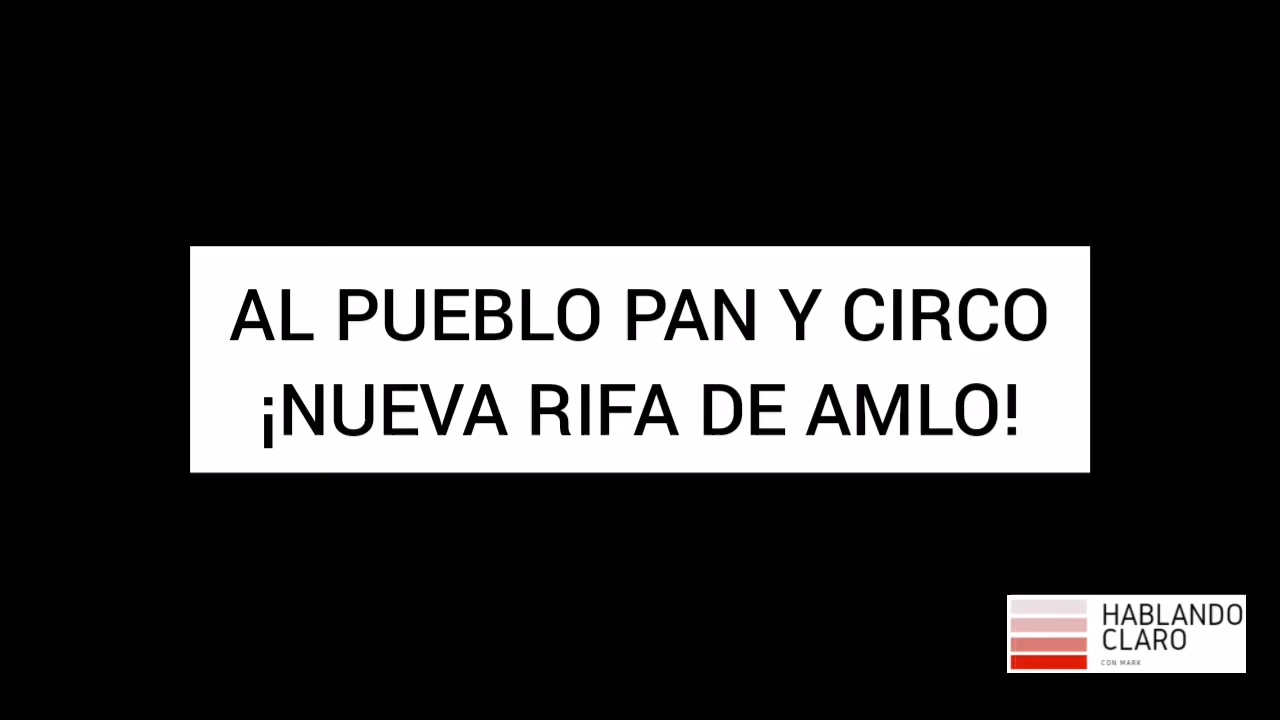 AL PUEBLO PAN Y CIRCO
¡NUEVA RIFA DE AMLO!
HABLANDO
CLARO
CON MARK